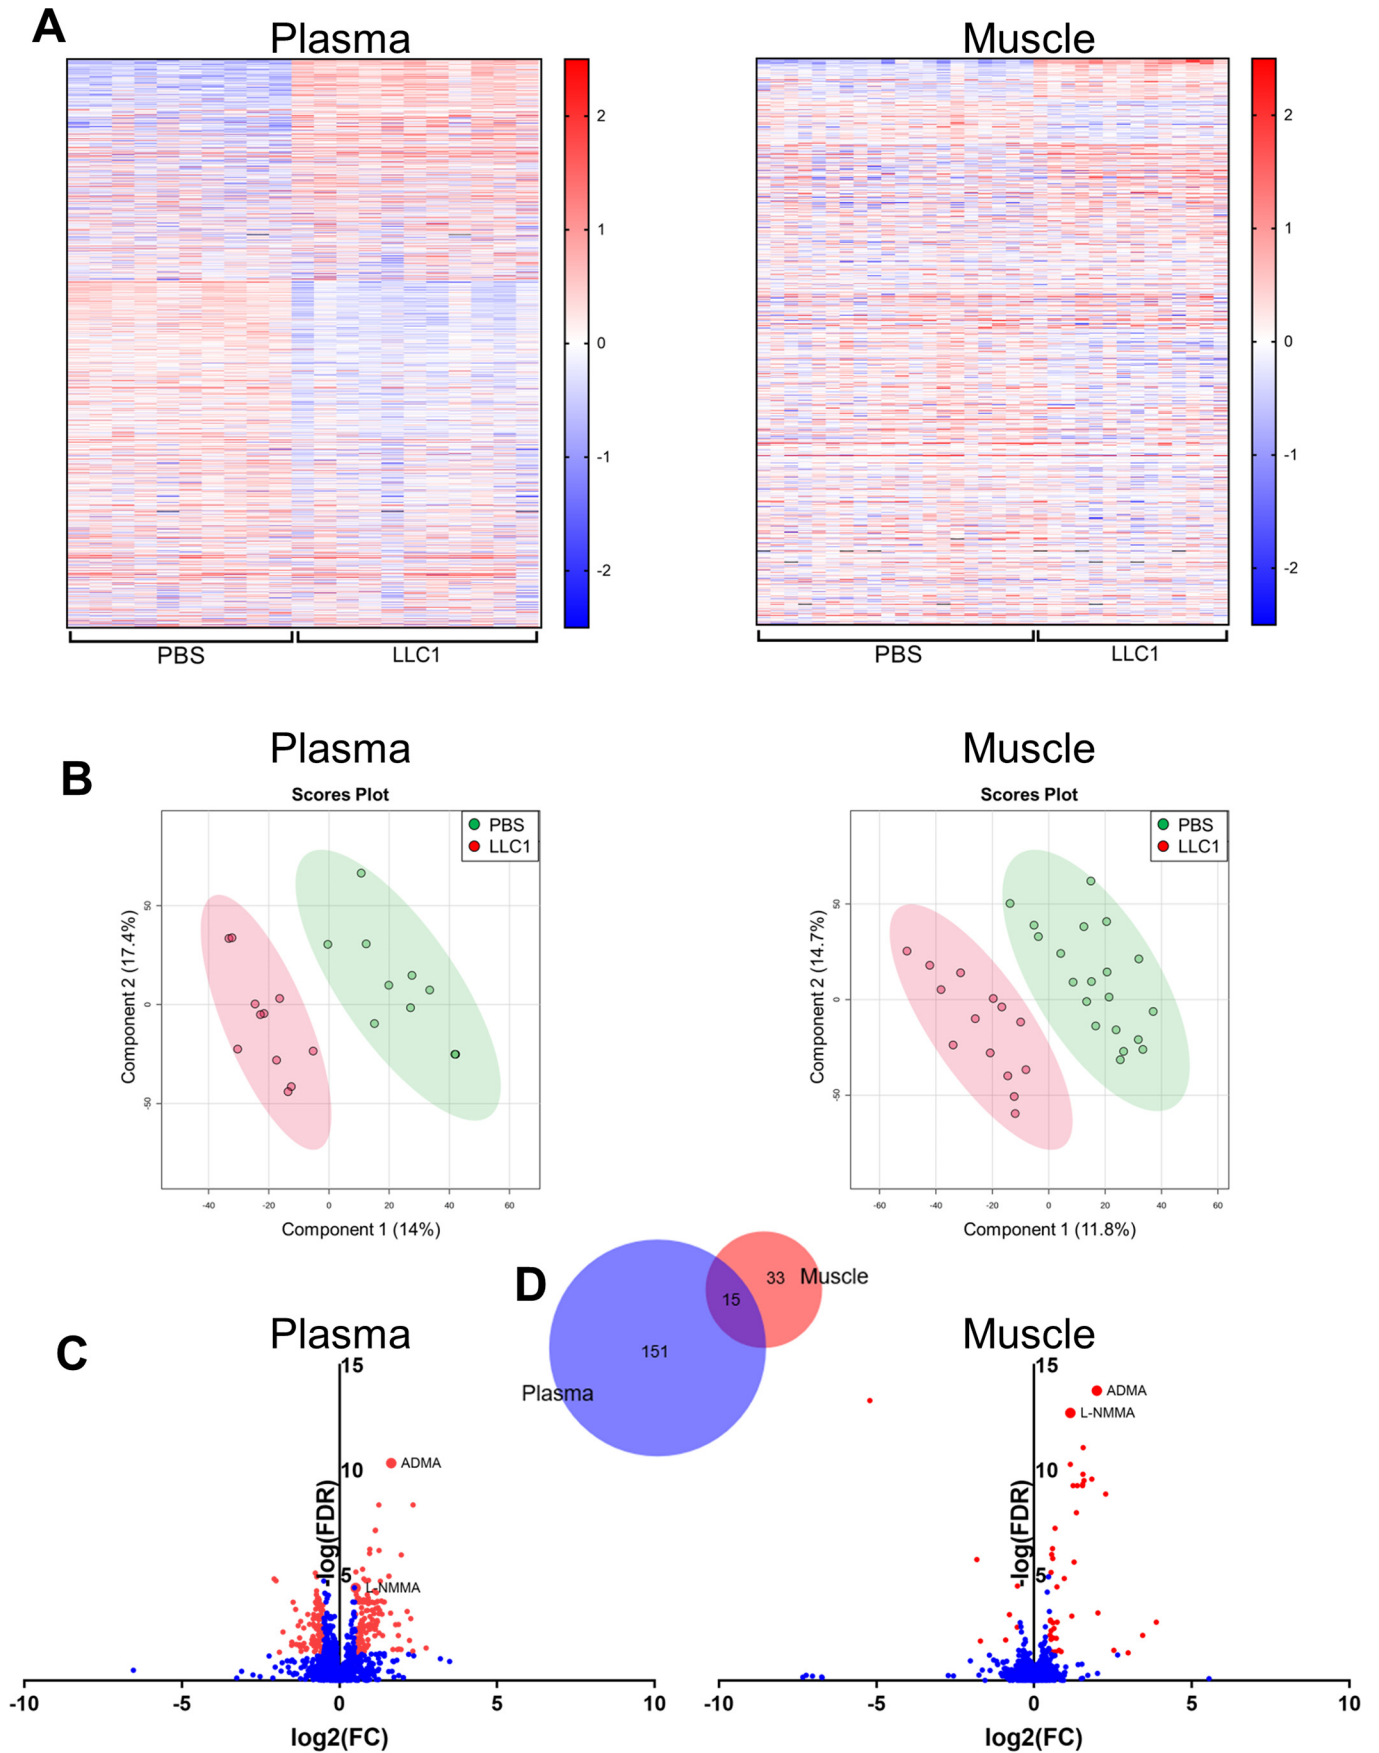 A
Plasma
Muscle
2
1
0
-1
-2
2
1
0
-1
-2
PBS
LLC1
PBS
LLC1
B
Plasma
Muscle
Scores Plot
PBS
LLC1
Component 2 (17.4%)
50
0
-50
-40
-20
0
20
40
60
Component 1 (14%)
Scores Plot
PBS
LLC1
Component 2 (14.7%)
50
0
-50
-60
-40
-20
0
20
40
60
Component 1 (11.8%)
D
33
Muscle
15
151
Plasma
C
Plasma
15
10
5
-log(FDR)
ADMA
L-NMMA
-10
-5
0
5
10
log2(FC)
Muscle
15
10
5
-log(FDR)
ADMA
L-NMMA
-10
-5
0
5
10
log2(FC)